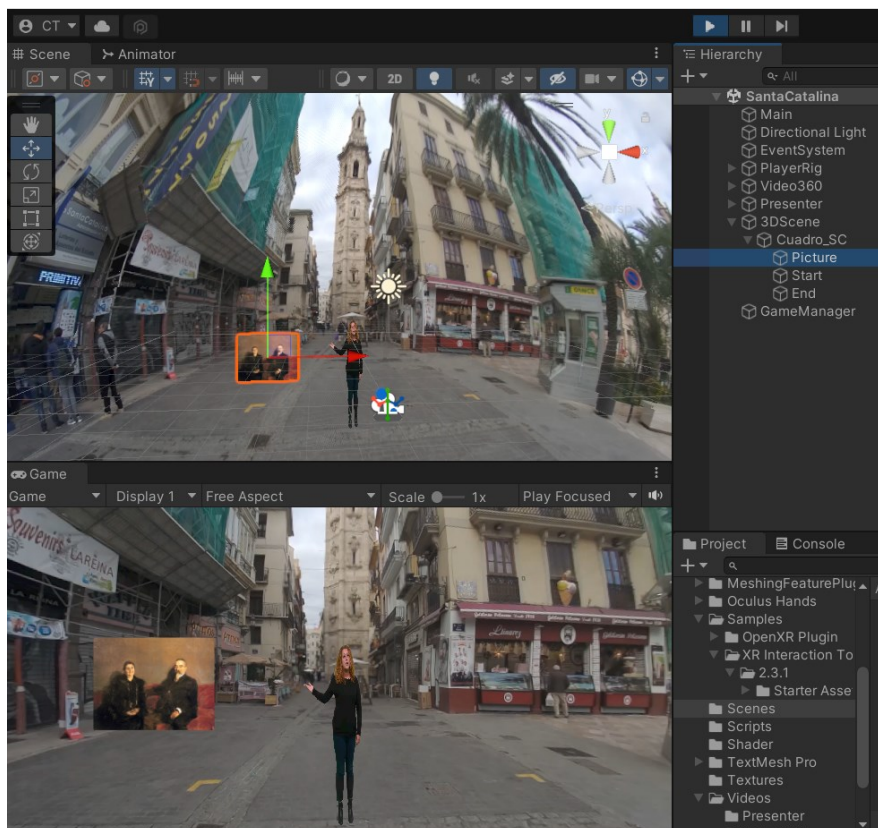 CT
Scene
Animator
2D
Game
Game
Display 1
Free Aspect
Scale
1x
Play Focused
Souvenirs
CAREINA
Hierarchy
All
SantaCatalina
Main
Directional Light
EventSystem
PlayerRig
Video360
Presenter
3DScene
Cuadro_SC
Picture
Start
End
GameManager
Project
Console
MeshingFeaturePlu
Oculus Hands
Samples
OpenXR Plugin
XR Interaction To
2.3.1
Starter Asse
Scenes
Scripts
Shader
TextMesh Pro
Textures
Videos
Presenter